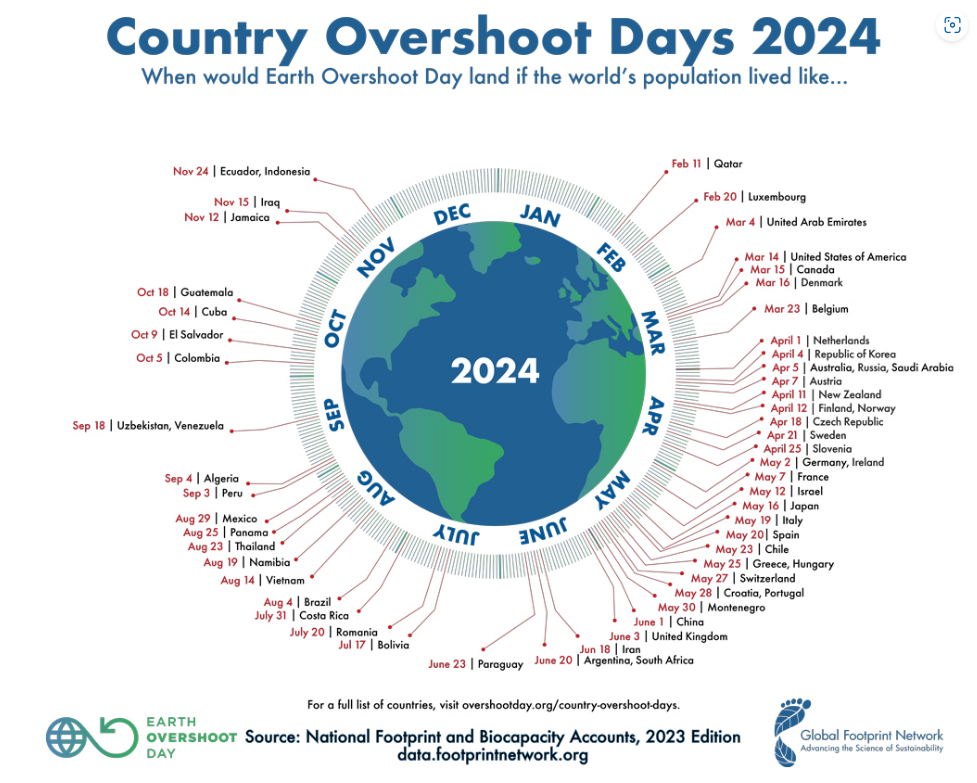 Country Overshoot Days 2024
When would Earth Overshoot Day land if the world's population lived like...
Feb 11 | Qatar
Feb 20 | Luxembourg
Mar 4 | United Arab Emirates
Mar 14 | United States of America
Mar 15 | Canada
Mar 16 | Denmark
Mar 23 | Belgium
April 1 | Netherlands
April 4 | Republic of Korea
Apr 5 | Australia, Russia, Saudi Arabia
Apr 7 | Austria
April 11 | New Zealand
April 12 | Finland, Norway
Apr 18 | Czech Republic
Apr 21 | Sweden
April 25 | Slovenia
May 2 | Germany, Ireland
May 7 | France
May 12 | Israel
May 16 | Japan
May 19 | Italy
May 20| Spain
May 23 | Chile
May 25 | Greece, Hungary
May 27 | Switzerland
May 28 | Croatia, Portugal
May 30 | Montenegro
June 1 | China
June 3 | United Kingdom
Jun 18 | Iran
June 20 | Argentina, South Africa
June 23 | Paraguay
Jul 17 | Bolivia
July 20 | Romania
July 31 | Costa Rica
Aug 4 | Brazil
Aug 14 | Vietnam
Aug 19 | Namibia
Aug 23 | Thailand
Aug 25 | Panama
Aug 29 | Mexico
Sep 3 | Peru
Sep 4 | Algeria
Sep 18 | Uzbekistan, Venezuela
Oct 5 | Colombia
Oct 9 | El Salvador
Oct 14 | Cuba
Oct 18 | Guatemala
Nov 12 | Jamaica
Nov 15 | Iraq
Nov 24 | Ecuador, Indonesia
JAN
FEB
MAR
APR
MAY
JUNE
JULY
AUG
SEP
OCT
NOV
DEC
2024
For a full list of countries, visit overshootday.org/country-overshoot-days.
EARTH
OVERSHOOT
DAY
Source: National Footprint and Biocapacity Accounts, 2023 Edition
data.footprintnetwork.org
Global Footprint Network
Advancing the Science of Sustainability